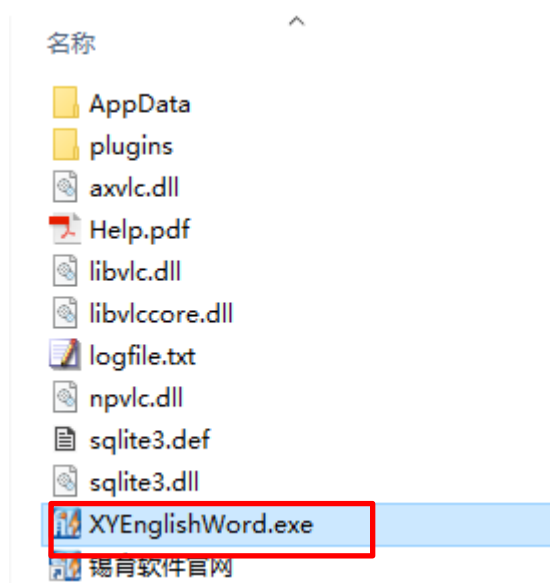 名称
AppData
plugins
axvlc.dll
Help.pdf
libvlc.dll
libvlccore.dll
logfile.txt
npvlc.dll
sqlite3.def
sqlite3.dll
XYEnglishWord.exe
锡育软件官网